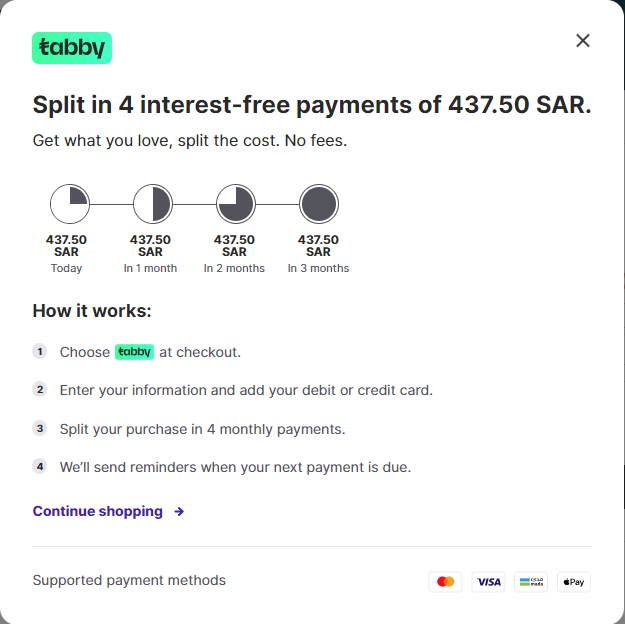 tabby
Split in 4 interest-free payments of 437.50 SAR.
Get what you love, split the cost. No fees.
437.50 SAR
Today
437.50 SAR
In 1 month
437.50 SAR
In 2 months
437.50 SAR
In 3 months
How it works:
1 Choose tabby at checkout.
2 Enter your information and add your debit or credit card.
3 Split your purchase in 4 monthly payments.
4 We’ll send reminders when your next payment is due.
Continue shopping →
Supported payment methods
VISA
مدى
mada
Pay